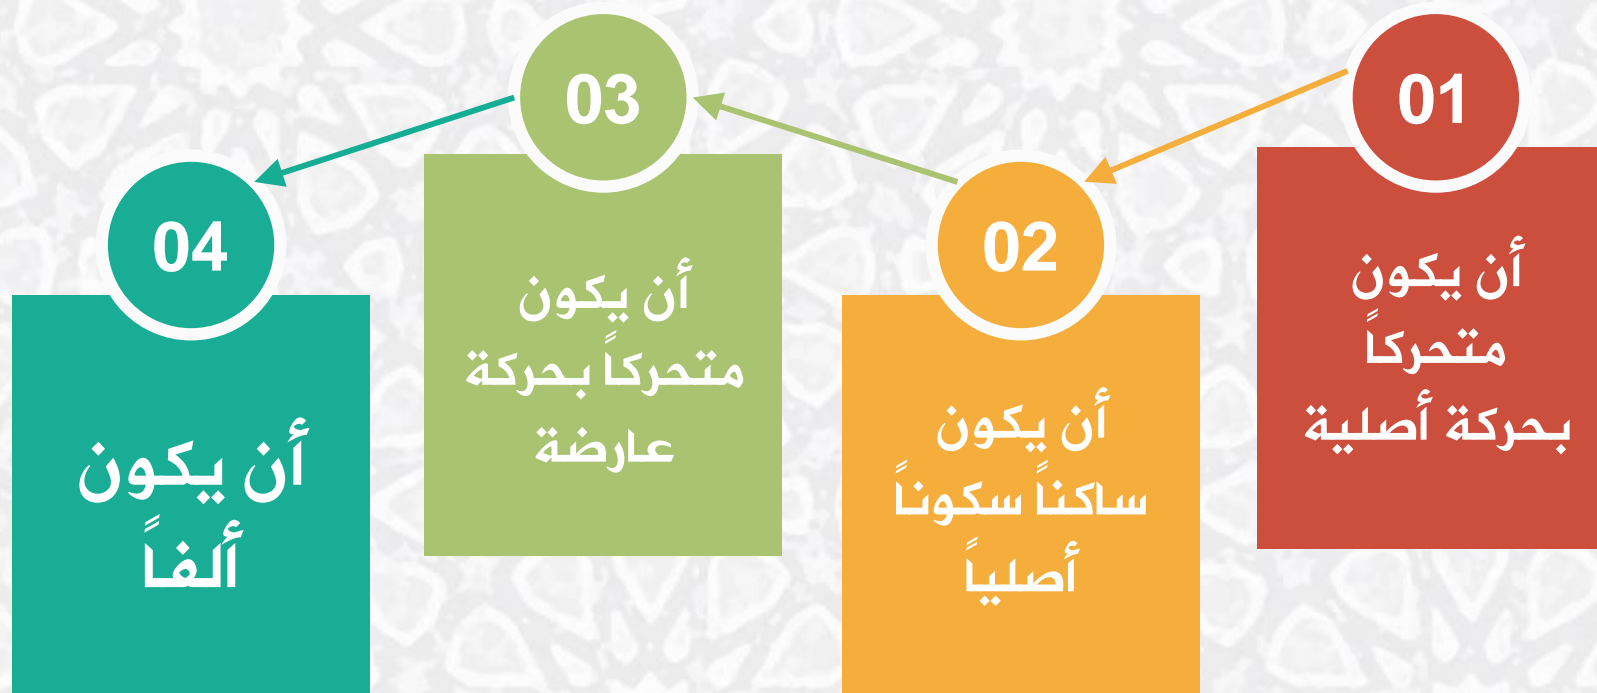 01
أن يكون
متحركاً
بحركة أصلية
02
أن يكون
ساكناً سكوناً
أصلياً
03
أن يكون
متحركاً بحركة
عارضة
04
أن يكون
ألفاً